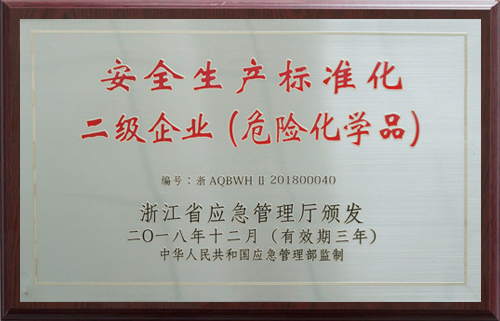 安全生产标准化
二级企业(危险化学品)
编号:浙 AQBWH Ⅱ 201800040
浙江省应急管理厅颁发
二〇一八年十二月(有效期三年)
中华人民共和国应急管理部监制